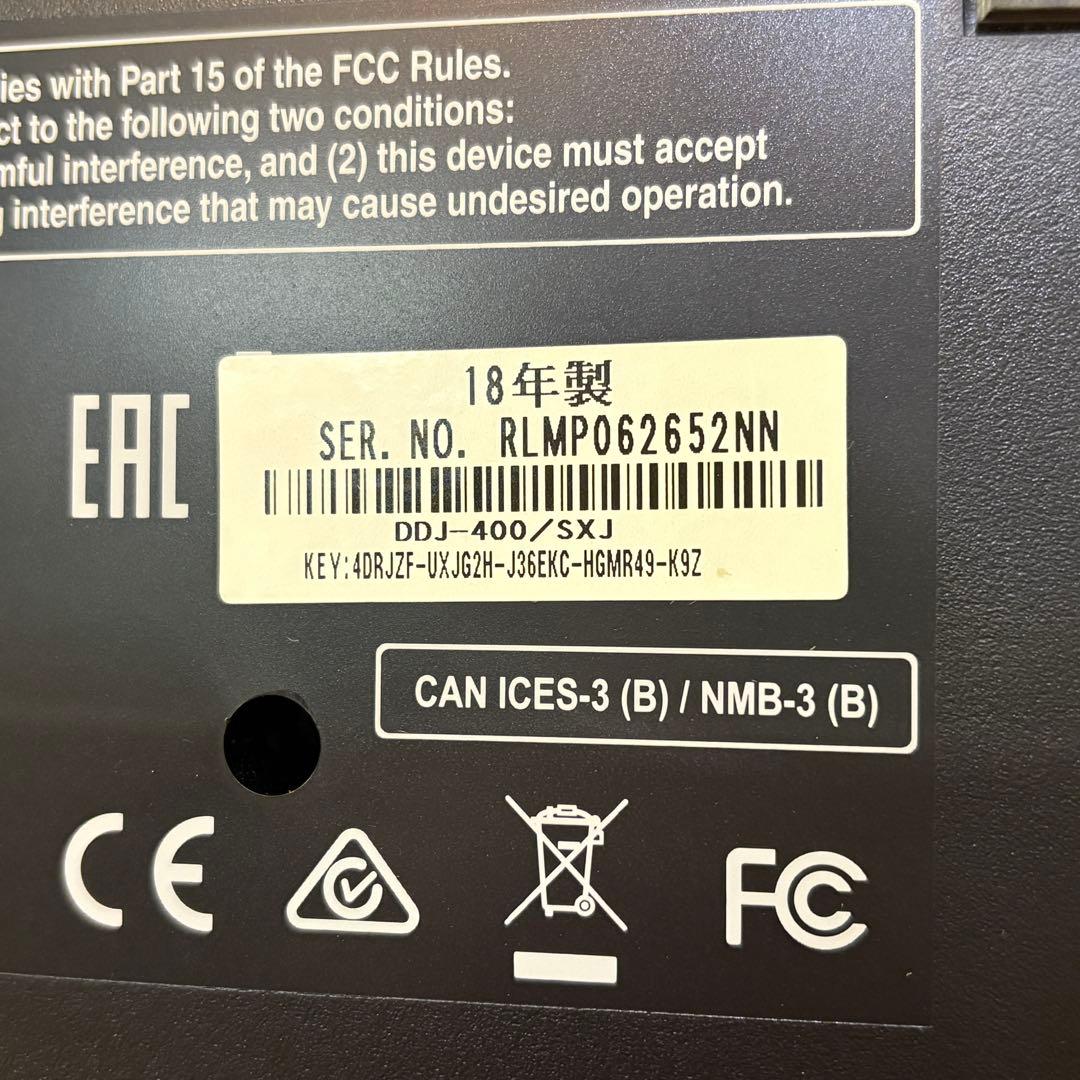 ies with Part 15 of the FCC Rules.
ct to the following two conditions:
mful interference, and (2) this device must accept
g interference that may cause undesired operation.
EAC
18年製
SER. NO. RLMP062652NN
DDJ-400/SXJ
KEY:4DRJZF-UXJG2H-J36EKC-HGMR49-K9Z
CAN ICES-3 (B) / NMB-3 (B)
CE
FC